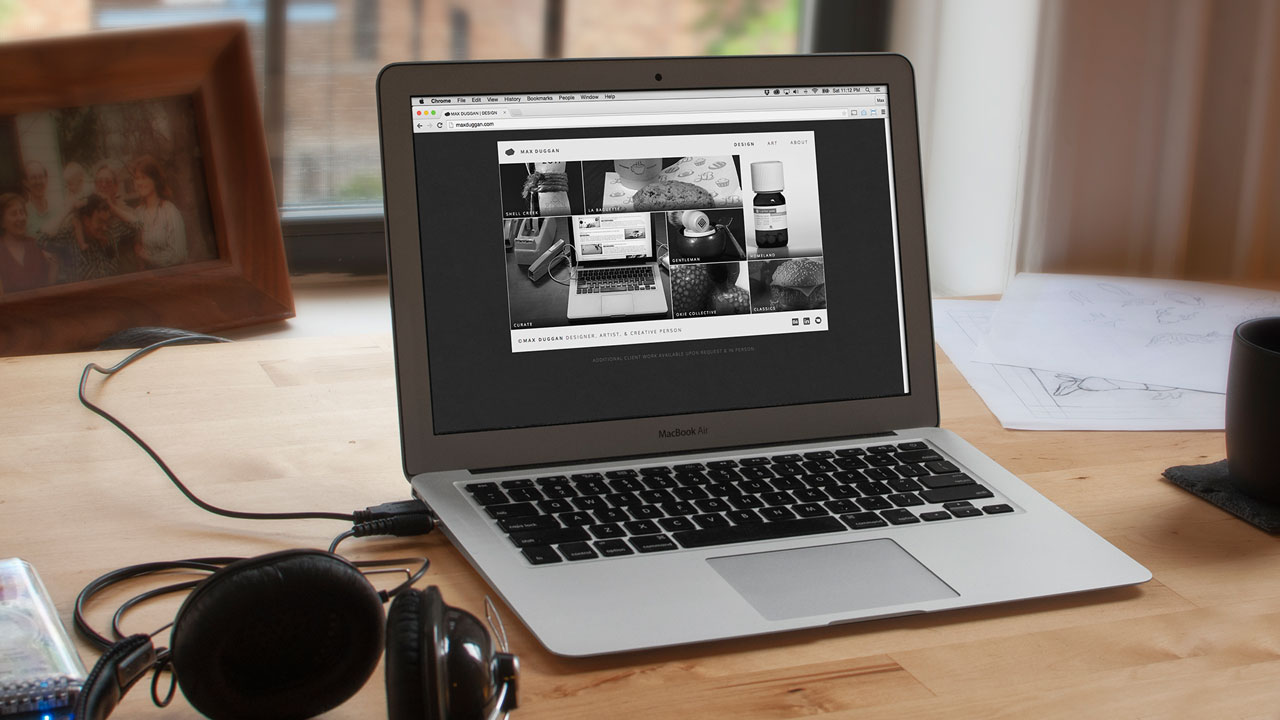 Chrome File Edit View History Bookmarks People Window Help
Sat 11:12 PM
MAX DUGGAN | DESIGN
Max
maxduggan.com
MAX DUGGAN
DESIGN ART ABOUT
SHELL CREEK
LA BAGUETTE
GENTLEMAN
HOMELAND
CURATE
OKIE COLLECTIVE
CLASSICS
©MAX DUGGAN DESIGNER, ARTIST, & CREATIVE PERSON.
ADDITIONAL CLIENT WORK AVAILABLE UPON REQUEST & IN PERSON.
MacBook Air